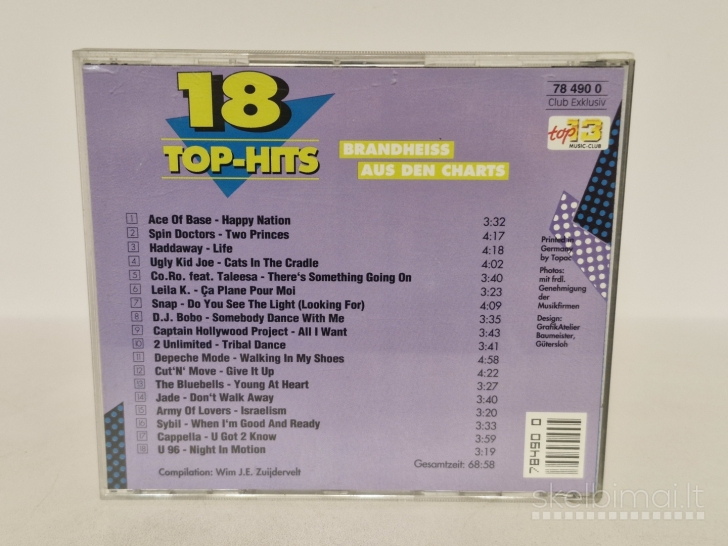 18
TOP-HITS
BRANDHEISS
AUS DEN CHARTS
78 490 0
Club Exklusiv
top 13
MUSIC-CLUB
1 Ace Of Base - Happy Nation 3:32
2 Spin Doctors - Two Princes 4:17
3 Haddaway - Life 4:18
4 Ugly Kid Joe - Cats In The Cradle 4:02
5 Co.Ro. feat. Taleesa - There's Something Going On 3:40
6 Leila K. - Ça Plane Pour Moi 3:23
7 Snap - Do You See The Light (Looking For) 4:09
8 D.J. Bobo - Somebody Dance With Me 3:35
9 Captain Hollywood Project - All I Want 3:43
10 2 Unlimited - Tribal Dance 3:41
11 Depeche Mode - Walking In My Shoes 4:58
12 Cut'N' Move - Give It Up 4:22
13 The Bluebells - Young At Heart 3:27
14 Jade - Don't Walk Away 3:40
15 Army Of Lovers - Israelism 3:20
16 Sybil - When I'm Good And Ready 3:33
17 Cappella - U Got 2 Know 3:59
18 U 96 - Night In Motion 3:19
Gesamtzeit: 68:58
Compilation: Wim J.E. Zuijdervelt
Printed in
Germany
by Topac
Photos:
mit frdl.
Genehmigung
der
Musikfirmen
Design:
GrafikAtelier
Baumeister,
Gütersloh
skelbimai.lt